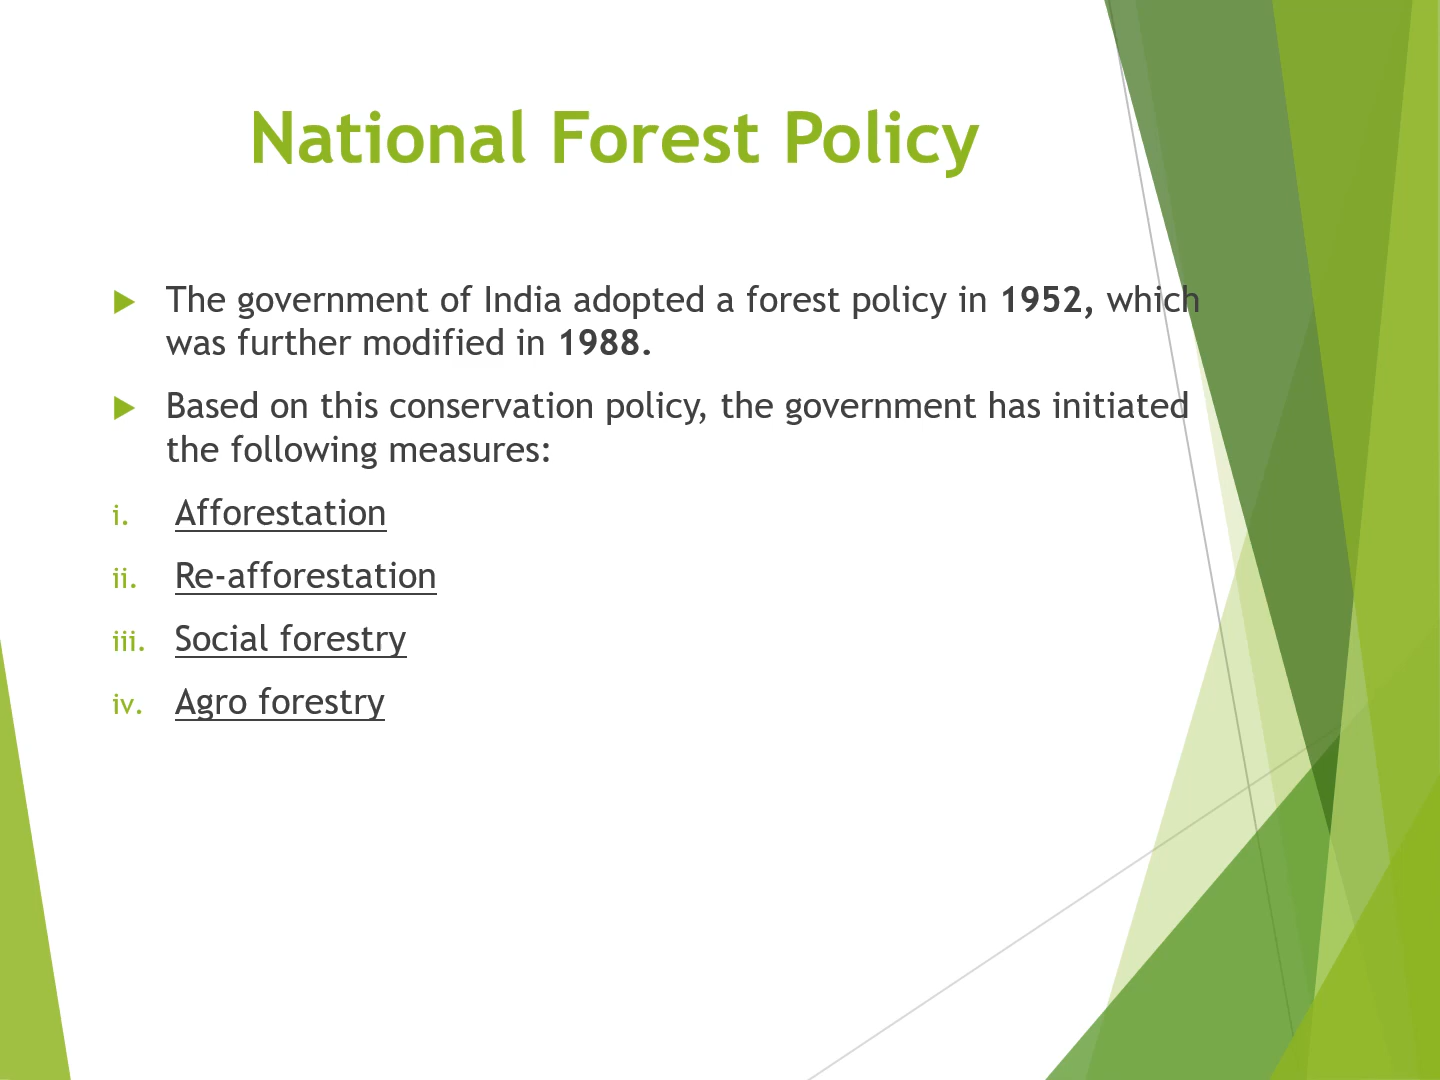 National Forest Policy
The government of India adopted a forest policy in 1952, which
was further modified in 1988.
Based on this conservation policy, the government has initiated
the following measures:
i. Afforestation
ii. Re-afforestation
iii. Social forestry
iv. Agro forestry